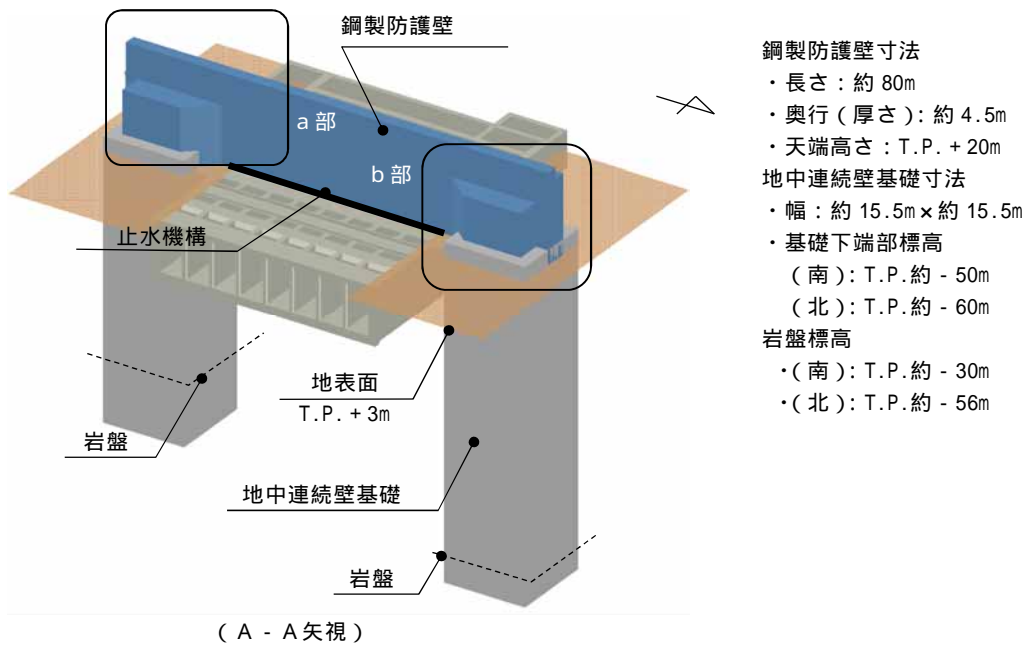 鋼製防護壁
a部
b部
止水機構
地表面
T.P.+3m
岩盤
地中連続壁基礎
岩盤
(A-A矢視)
鋼製防護壁寸法
・長さ:約80m
・奥行(厚さ):約4.5m
・天端高さ:T.P.+20m
地中連続壁基礎寸法
・幅:約15.5m×約15.5m
・基礎下端部標高
(南):T.P.約-50m
(北):T.P.約-60m
岩盤標高
・(南):T.P.約-30m
・(北):T.P.約-56m